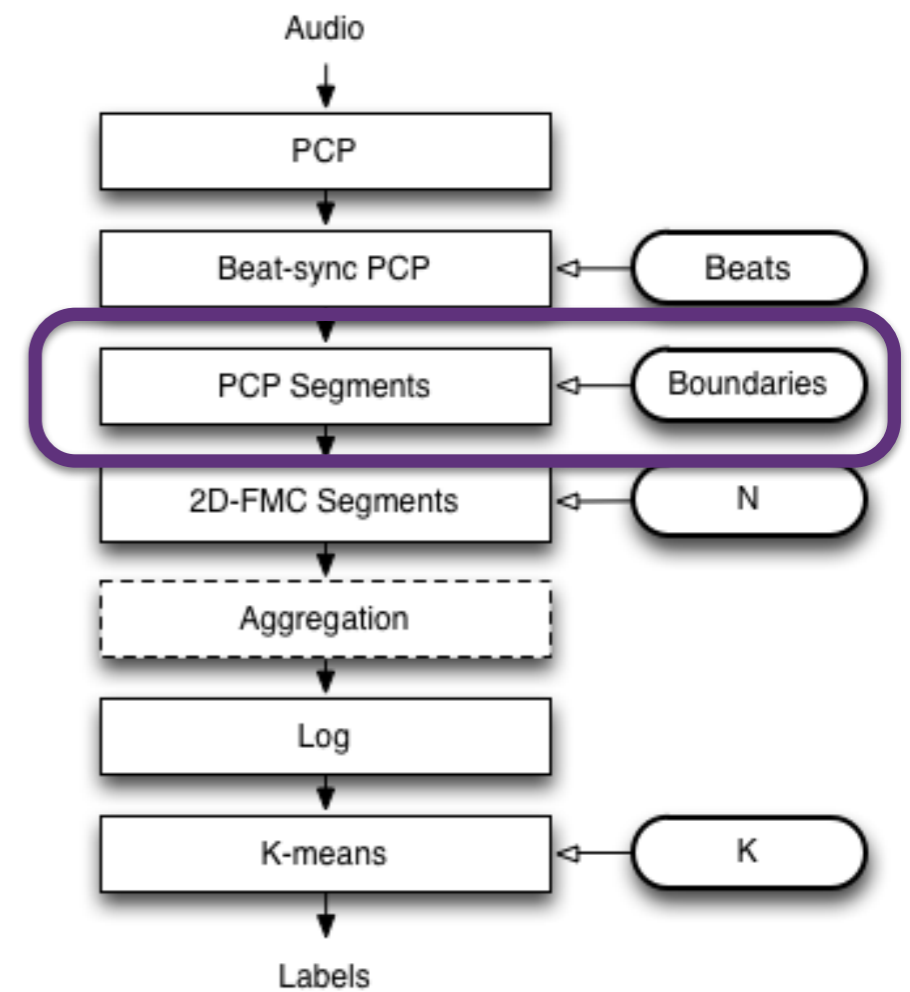 Audio
PCP
Beat-sync PCP
Beats
PCP Segments
Boundaries
2D-FMC Segments
N
Aggregation
Log
K-means
K
Labels